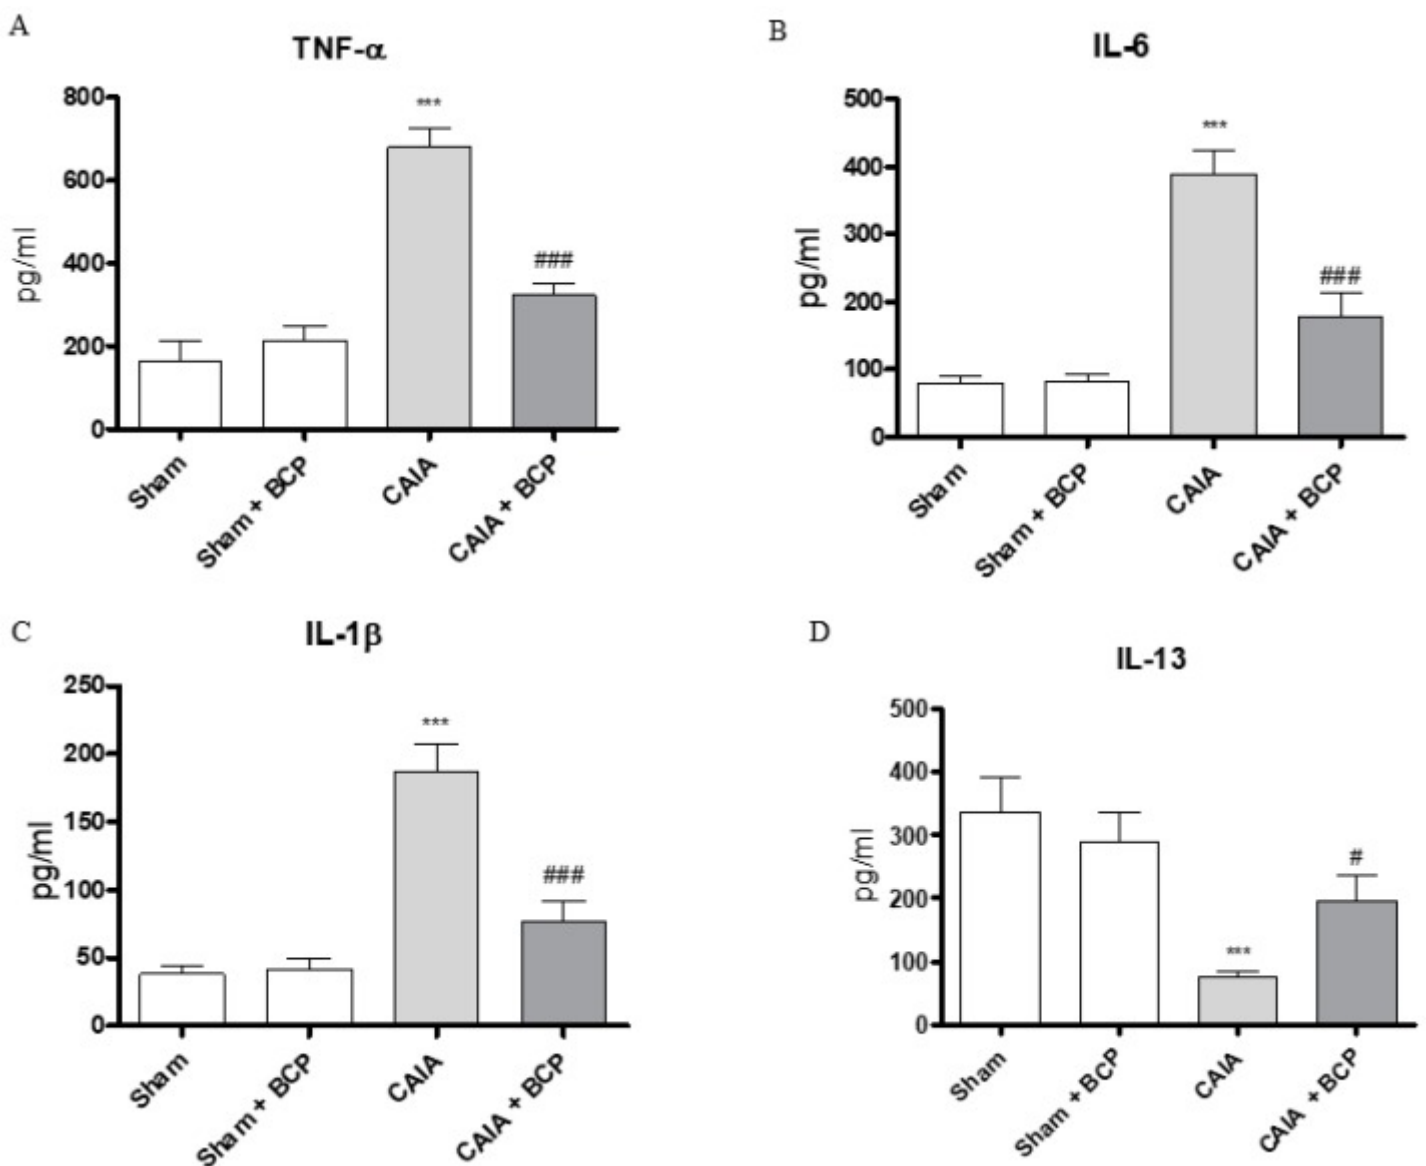 A
TNF-α
800
600
400
200
0
pg/ml
***
###
Sham
Sham + BCP
CAIA
CAIA + BCP
B
IL-6
500
400
300
200
100
0
pg/ml
***
###
Sham
Sham + BCP
CAIA
CAIA + BCP
C
IL-1β
250
200
150
100
50
0
pg/ml
***
###
Sham
Sham + BCP
CAIA
CAIA + BCP
D
IL-13
500
400
300
200
100
0
pg/ml
***
#
Sham
Sham + BCP
CAIA
CAIA + BCP